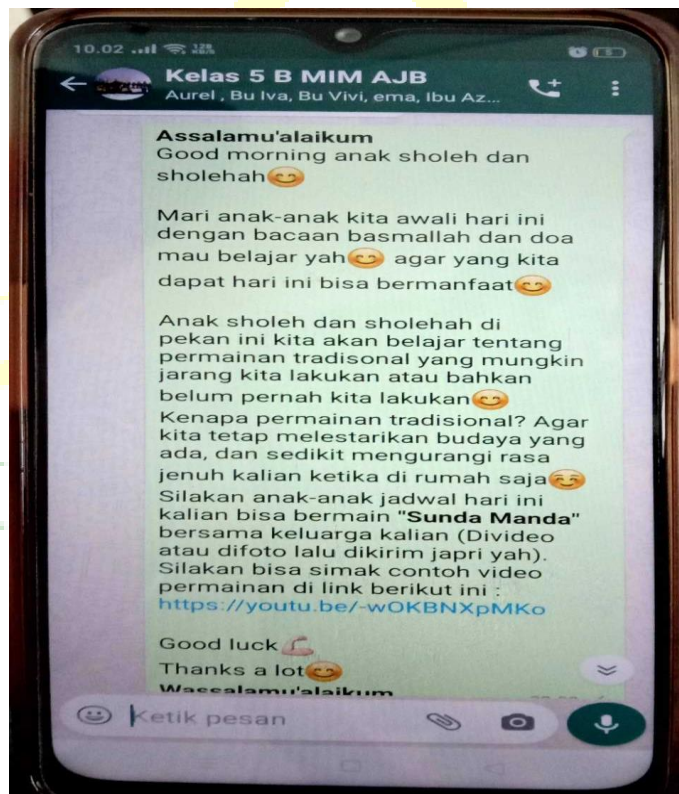 10.02
Kelas 5 B MIM AJB
Aurel , Bu Iva, Bu Vivi, ema, Ibu Az...
Assalamu'alaikum
Good morning anak sholeh dan
sholehah😊
Mari anak-anak kita awali hari ini
dengan bacaan basmallah dan doa
mau belajar yah😊 agar yang kita
dapat hari ini bisa bermanfaat😊
Anak sholeh dan sholehah di
pekan ini kita akan belajar tentang
permainan tradisonal yang mungkin
jarang kita lakukan atau bahkan
belum pernah kita lakukan😊
Kenapa permainan tradisional? Agar
kita tetap melestarikan budaya yang
ada, dan sedikit mengurangi rasa
jenuh kalian ketika di rumah saja😊
Silakan anak-anak jadwal hari ini
kalian bisa bermain "Sunda Manda"
bersama keluarga kalian (Divideo
atau difoto lalu dikirim japri yah).
Silakan bisa simak contoh video
permainan di link berikut ini :
https://youtu.be/-wOKBNXpMKo
Good luck💪
Thanks a lot😊
Wassalamu'alaikum
Ketik pesan